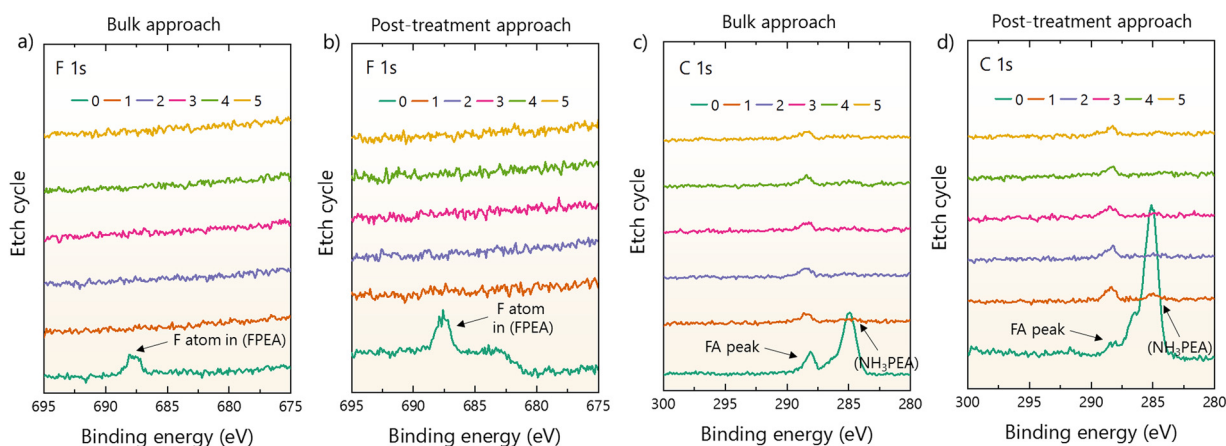 Bulk approach
a)
F 1s
0 1 2 3 4 5
F atom in (FPEA)
Etch cycle
695 690 685 680 675
Binding energy (eV)
Post-treatment approach
b)
F 1s
0 1 2 3 4 5
F atom
in (FPEA)
Etch cycle
695 690 685 680 675
Binding energy (eV)
Bulk approach
c)
C 1s
0 1 2 3 4 5
FA peak
(NH₃PEA)
Etch cycle
300 295 290 285 280
Binding energy (eV)
Post-treatment approach
d)
C 1s
0 1 2 3 4 5
FA peak
(NH₃PEA)
Etch cycle
300 295 290 285 280
Binding energy (eV)